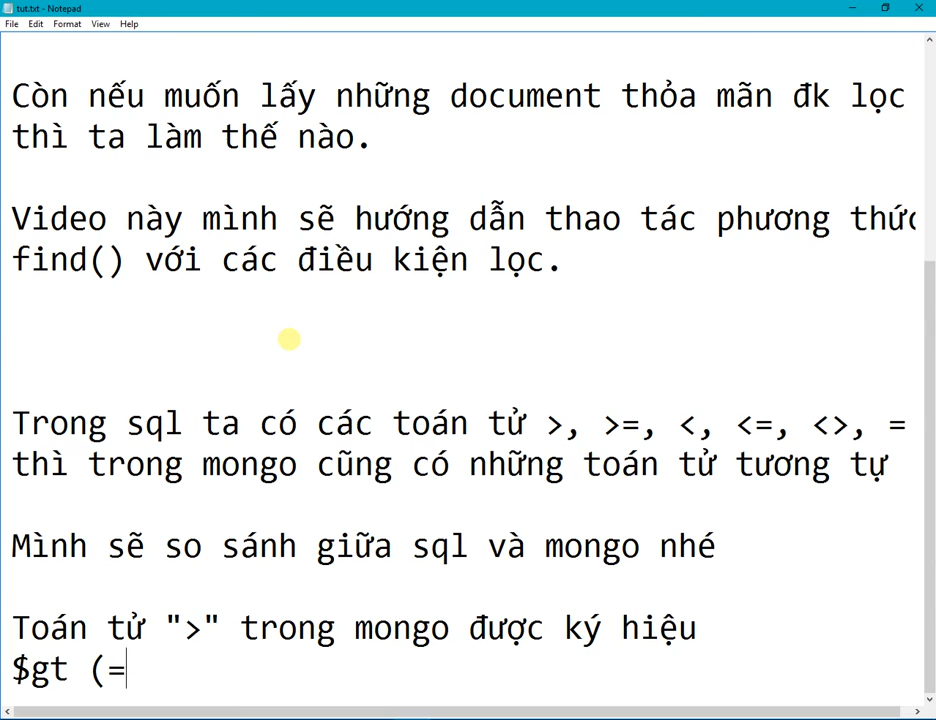 tut.txt - Notepad
File Edit Format View Help
Còn nếu muốn lấy những document thỏa mãn đk lọc
thì ta làm thế nào.
Video này mình sẽ hướng dẫn thao tác phương thức
find() với các điều kiện lọc.
Trong sql ta có các toán tử >, >=, <, <=, <>, =
thì trong mongo cũng có những toán tử tương tự
Mình sẽ so sánh giữa sql và mongo nhé
Toán tử ">" trong mongo được ký hiệu
$gt (=